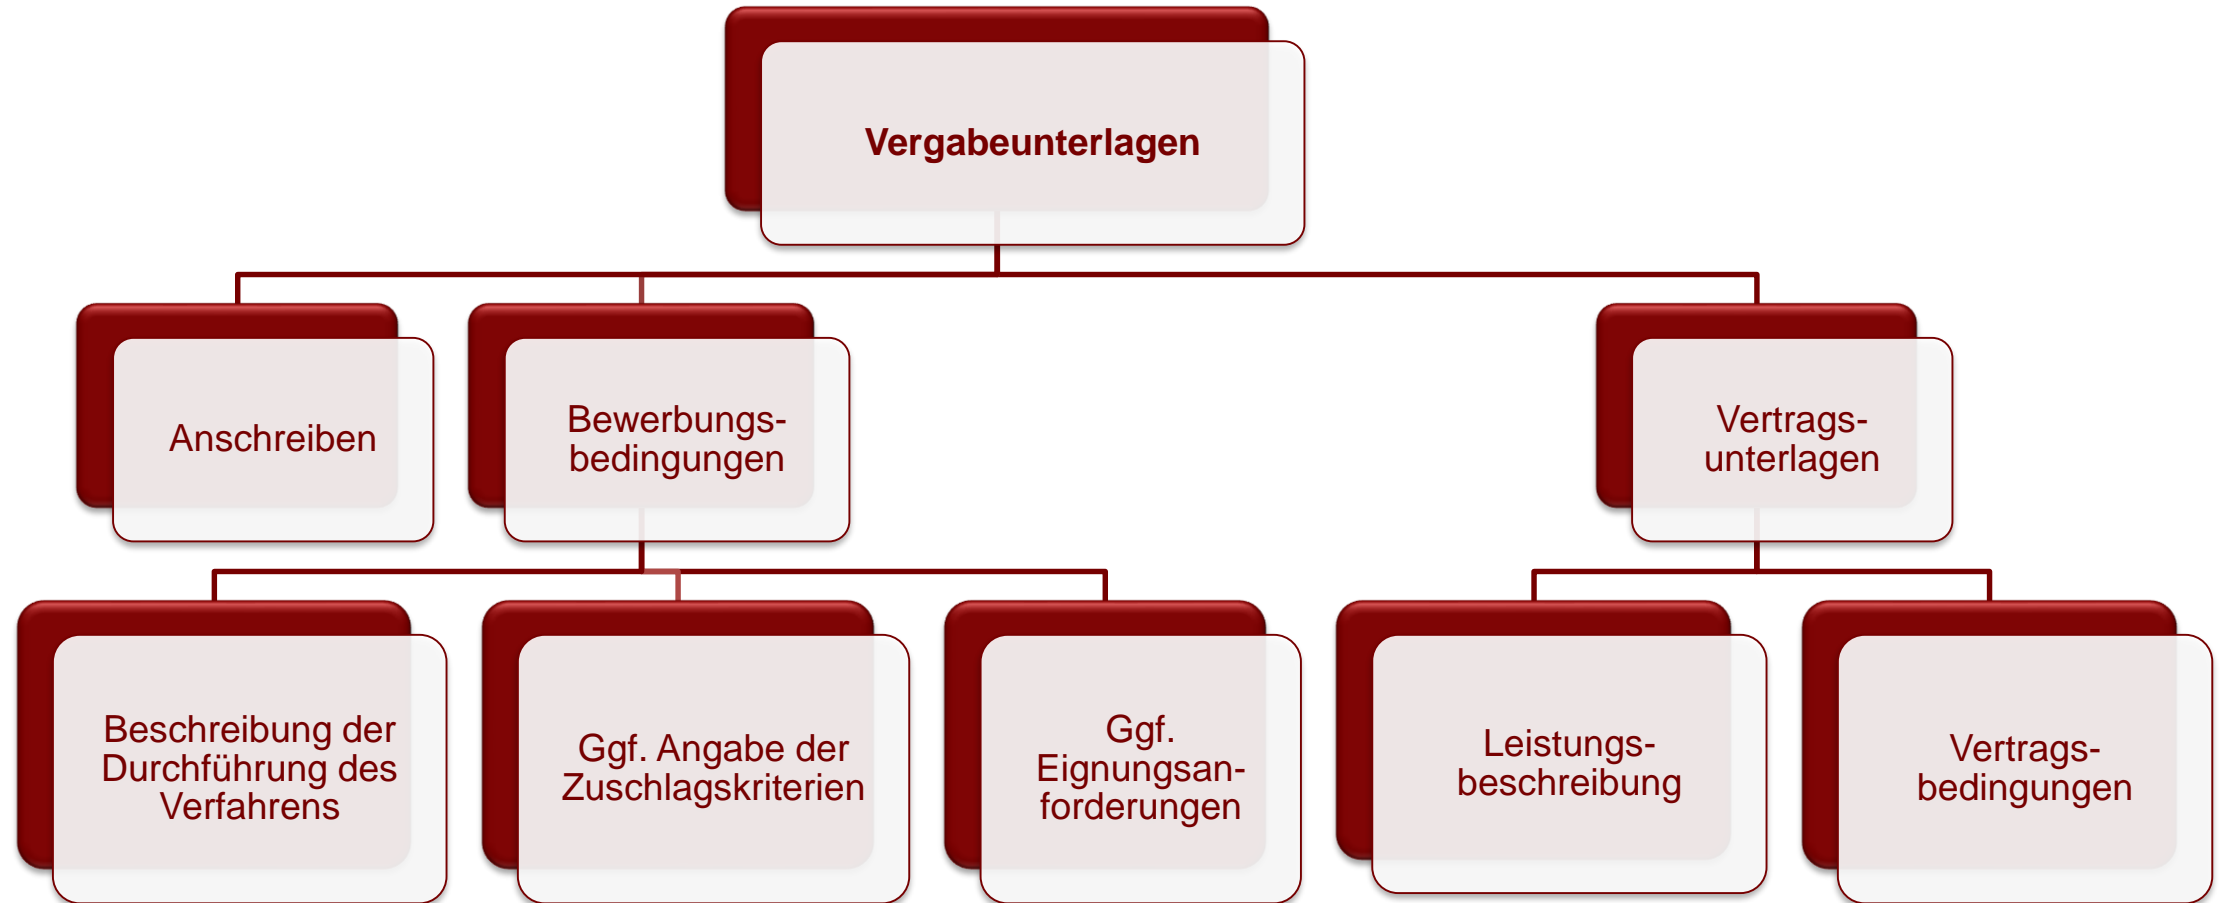 Vergabeunterlagen
Anschreiben
Bewerbungs-
bedingungen
Vertrags-
unterlagen
Beschreibung der
Durchführung des
Verfahrens
Ggf. Angabe der
Zuschlagskriterien
Ggf.
Eignungsan-
forderungen
Leistungs-
beschreibung
Vertrags-
bedingungen